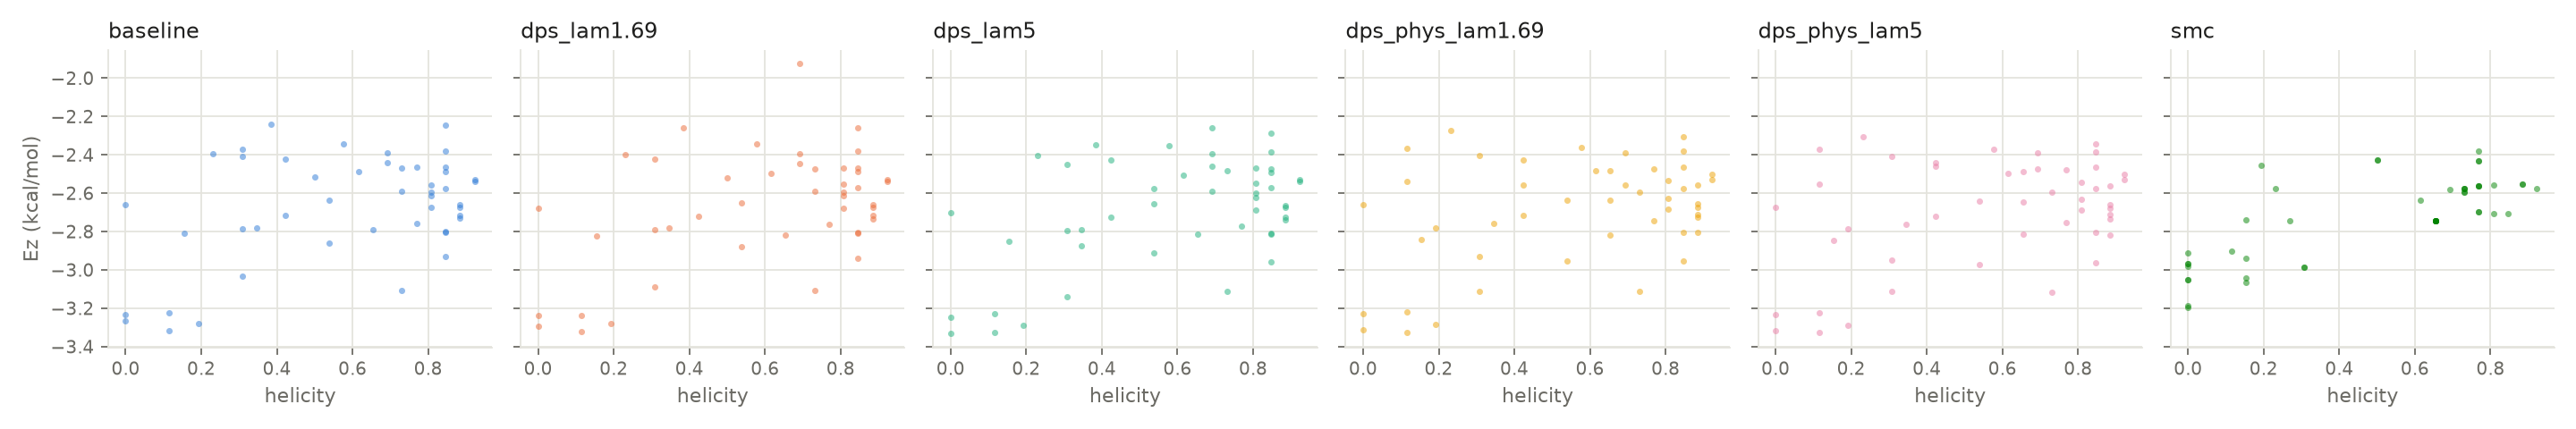 baseline
dps_lam1.69
dps_lam5
dps_phys_lam1.69
dps_phys_lam5
smc
Ez (kcal/mol)
−2.0
−2.2
−2.4
−2.6
−2.8
−3.0
−3.2
−3.4
0.0 0.2 0.4 0.6 0.8
0.0 0.2 0.4 0.6 0.8
0.0 0.2 0.4 0.6 0.8
0.0 0.2 0.4 0.6 0.8
0.0 0.2 0.4 0.6 0.8
0.0 0.2 0.4 0.6 0.8
helicity
helicity
helicity
helicity
helicity
helicity